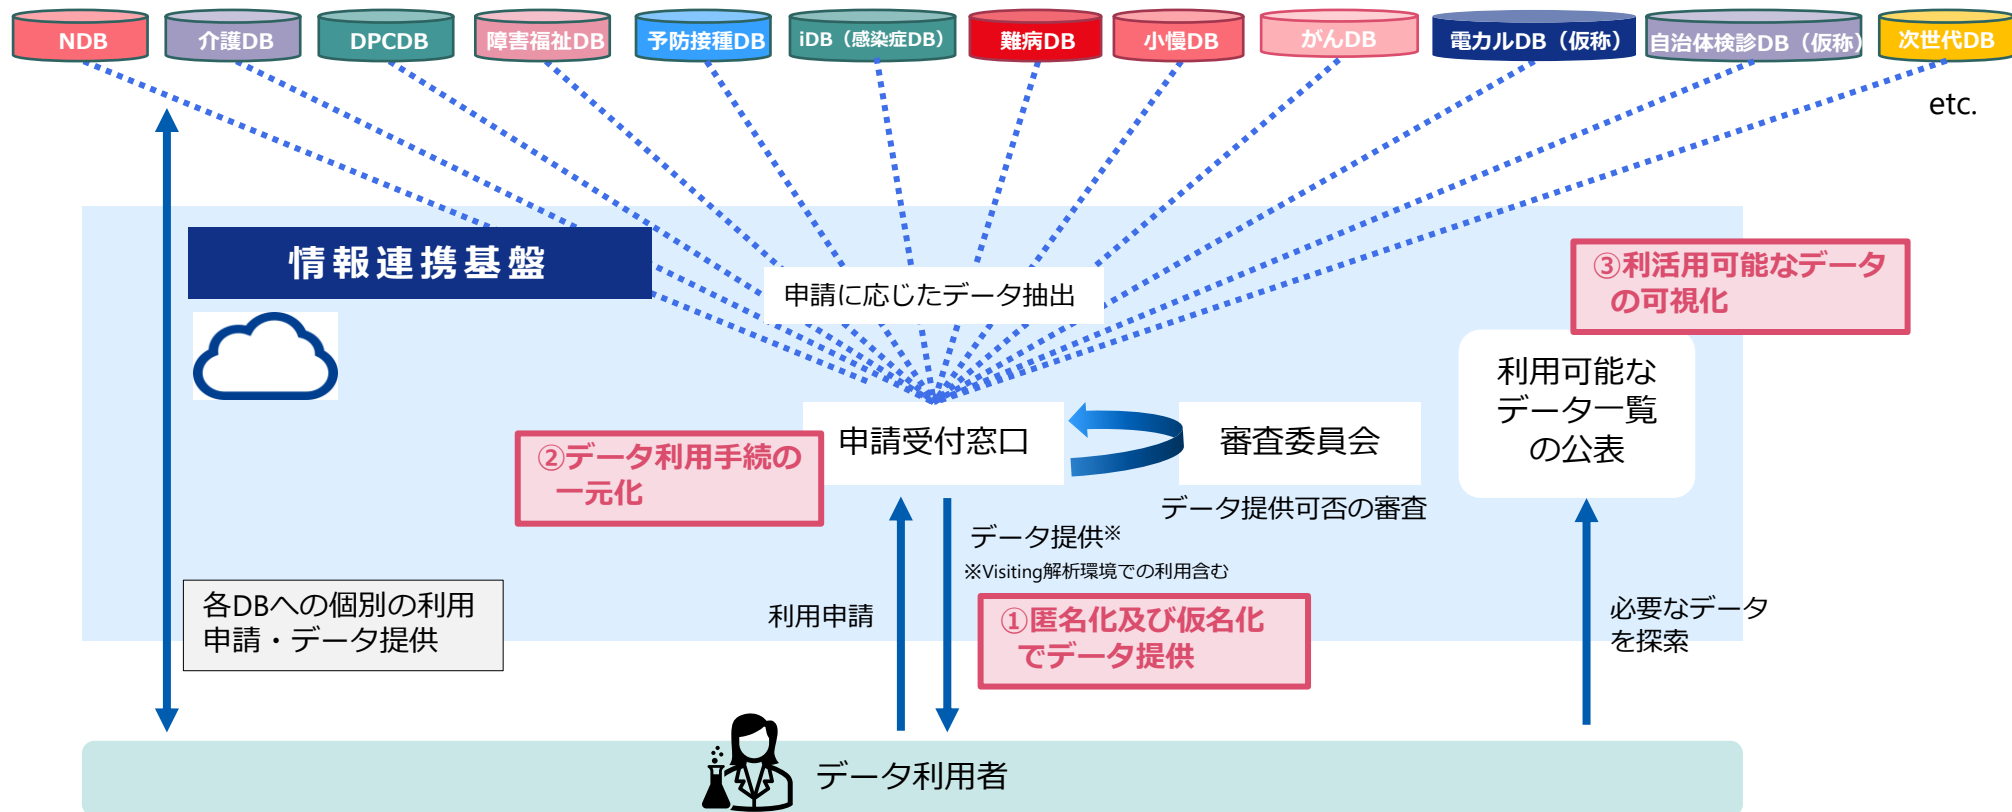 NDB
介護DB
DPCDB
障害福祉DB
予防接種DB
iDB（感染症DB）
難病DB
小慢DB
がんDB
電カルDB（仮称）
自治体検診DB（仮称）
次世代DB
etc.
情報連携基盤
申請に応じたデータ抽出
③利活用可能なデータ
の可視化
利用可能な
データ一覧
の公表
②データ利用手続の
一元化
申請受付窓口
審査委員会
データ提供可否の審査
データ提供※
※Visiting解析環境での利用含む
各DBへの個別の利用
申請・データ提供
利用申請
①匿名化及び仮名化
でデータ提供
必要なデータ
を探索
データ利用者